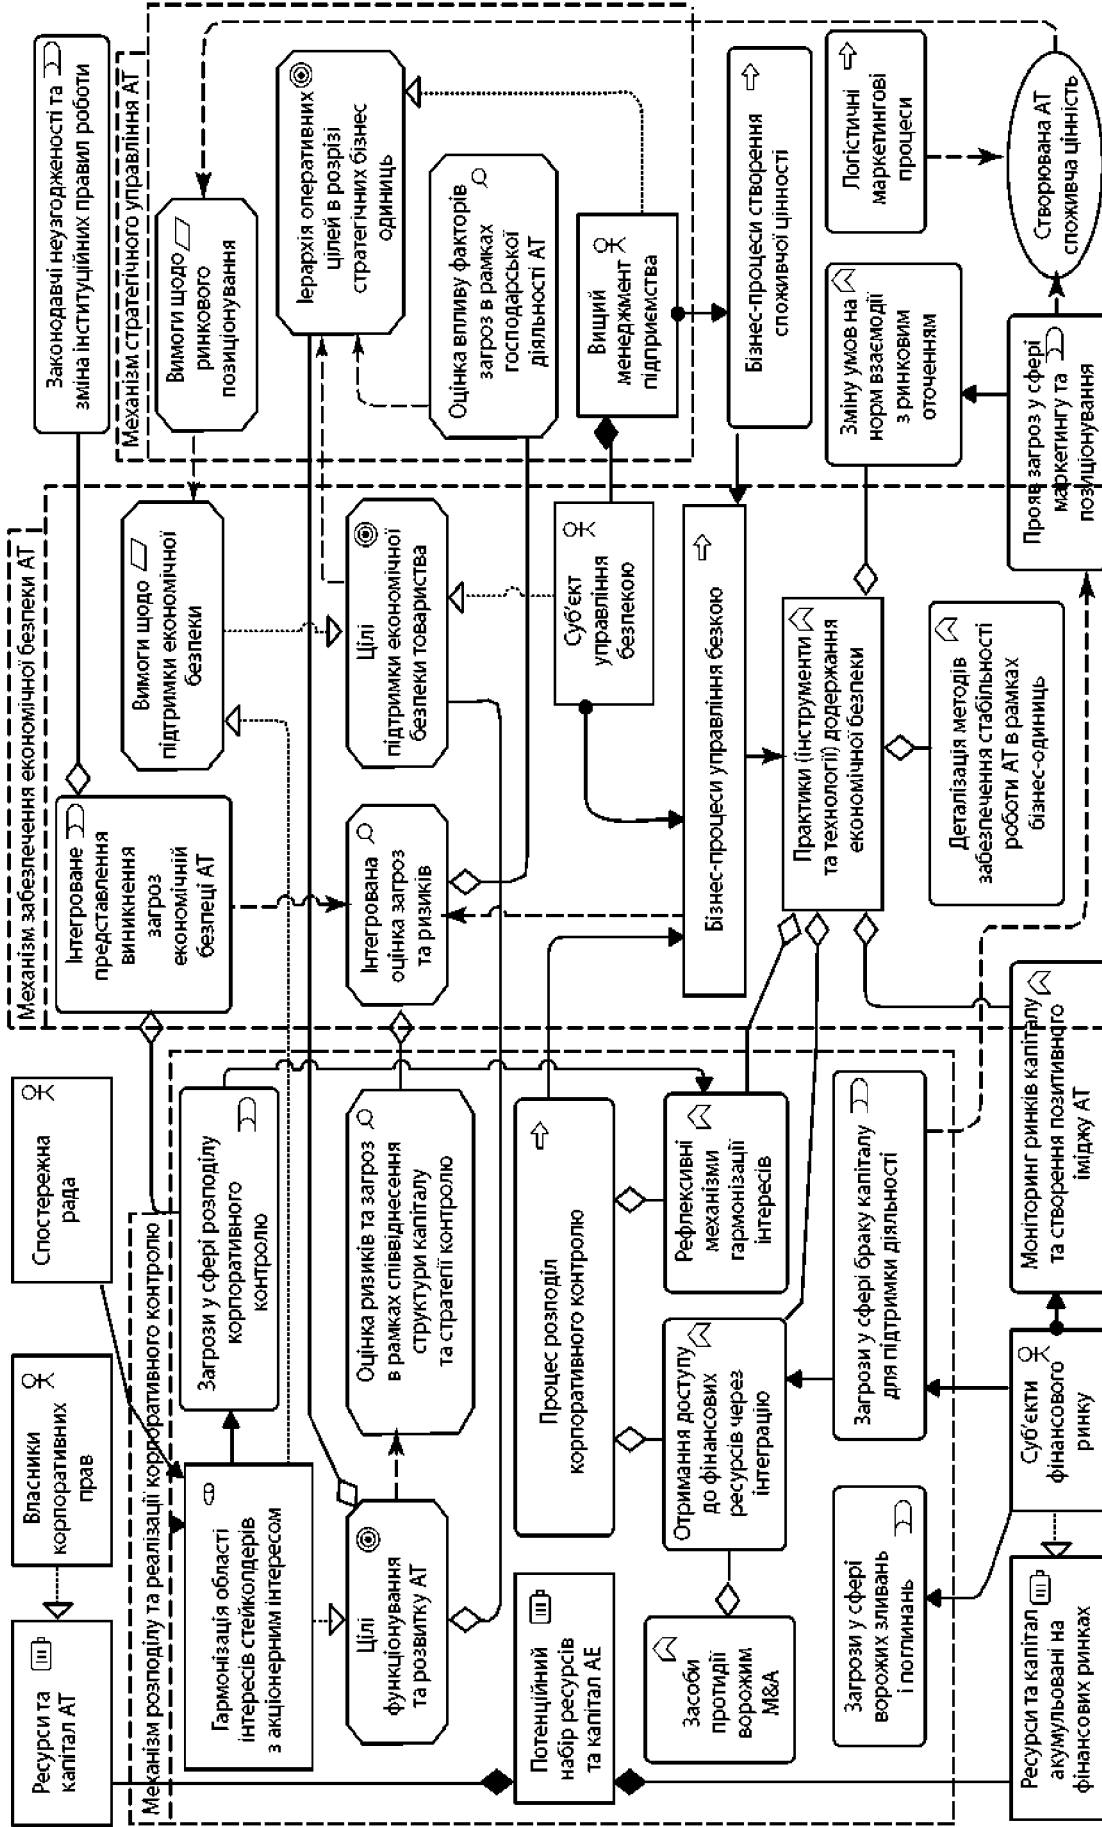 Ресурси та
капітал АТ
Власники
корпоративних
прав
Спостережна
рада
Механізм забезпечення економічної безпеки АТ
Законодавчі неузгодженості та
зміна інституційних правил роботи
Механізм розподілу та реалізації корпоративного контролю
Механізм стратегічного управління АТ
Гармонізація області
інтересів стейколдерів
з акціонерним інтересом
Загрози у сфері розподілу
корпоративного
контролю
Інтегроване
представлення
виникнення
загроз
економічній
безпеці АТ
Вимоги щодо
підтримки економічної
безпеки
Вимоги щодо
ринкового
позиціонування
Цілі
функціонування
та розвитку АТ
Оцінка ризиків та загроз
в рамках співвіднесення
структури капіталу
та стратегії контролю
Інтегрована
оцінка загроз
та ризиків
Цілі
підтримки економічної
безпеки товариства
Ієрархія оперативних
цілей в розрізі
стратегічних бізнес
одиниць
Оцінка впливу факторів
загроз в рамках
господарської
діяльності АТ
Потенційний
набір ресурсів
та капітал АЕ
Процес розподіл
корпоративного контролю
Суб’єкт
управління
безпекою
Вищий
менеджмент
підприємства
Засоби
протидії
ворожим
M&A
Отримання доступу
до фінансових
ресурсів через
інтеграцію
Рефлексивні
механізми
гармонізації
інтересів
Бізнес-процеси управління безкою
Бізнес-процеси створення
споживчої цінності
Загрози у сфері
ворожих зливань
і поглинань
Загрози у сфері браку капіталу
для підтримки діяльності
Практики (інструменти
та технології) додержання
економічної безпеки
Зміну умов на
норм взаємодії
з ринковим
оточенням
Логістичні
маркетингові
процеси
Деталізація методів
забезпечення стабільності
роботи АТ в рамках
бізнес-одиниць
Ресурси та капітал
акумульовані на
фінансових ринках
Суб’єкти
фінансового
ринку
Моніторинг ринків капіталу
та створення позитивного
іміджу АТ
Прояв загроз у сфері
маркетингу та
позиціонування
Створювана АТ
споживча цінність